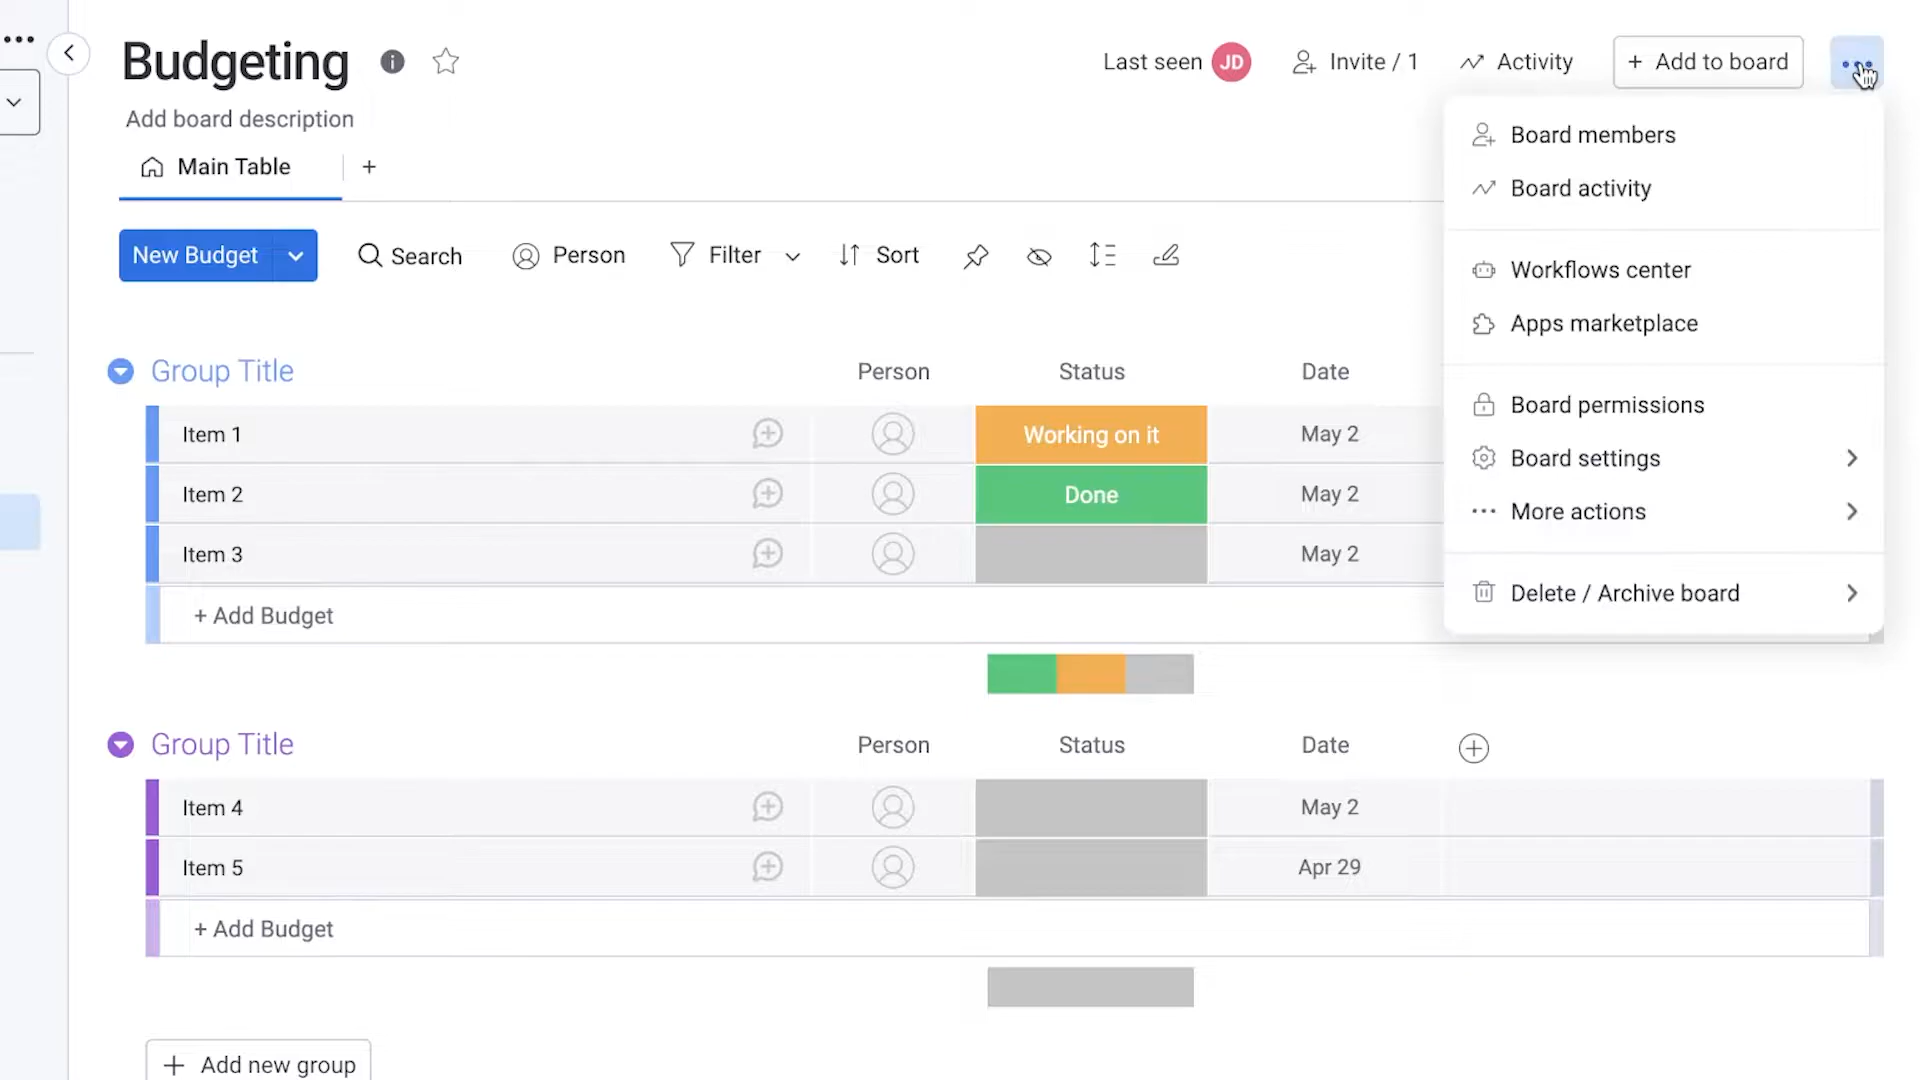 Budgeting
Last seen JD Invite / 1 Activity + Add to board
Add board description
Main Table +
New Budget Search Person Filter Sort
Board members
Board activity
Workflows center
Apps marketplace
Board permissions
Board settings
More actions
Delete / Archive board
Group Title Person Status Date
Item 1 Working on it May 2
Item 2 Done May 2
Item 3 May 2
+ Add Budget
Group Title Person Status Date
Item 4 May 2
Item 5 Apr 29
+ Add Budget
+ Add new group